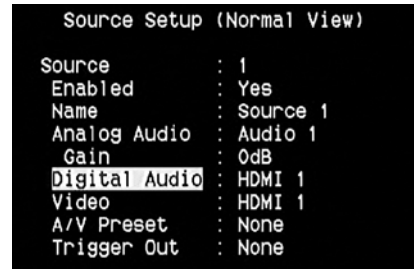 Source Setup (Normal View)
Source : 1
Enabled : Yes
Name : Source 1
Analog Audio : Audio 1
Gain : 0dB
Digital Audio : HDMI 1
Video : HDMI 1
A/V Preset : None
Trigger Out : None